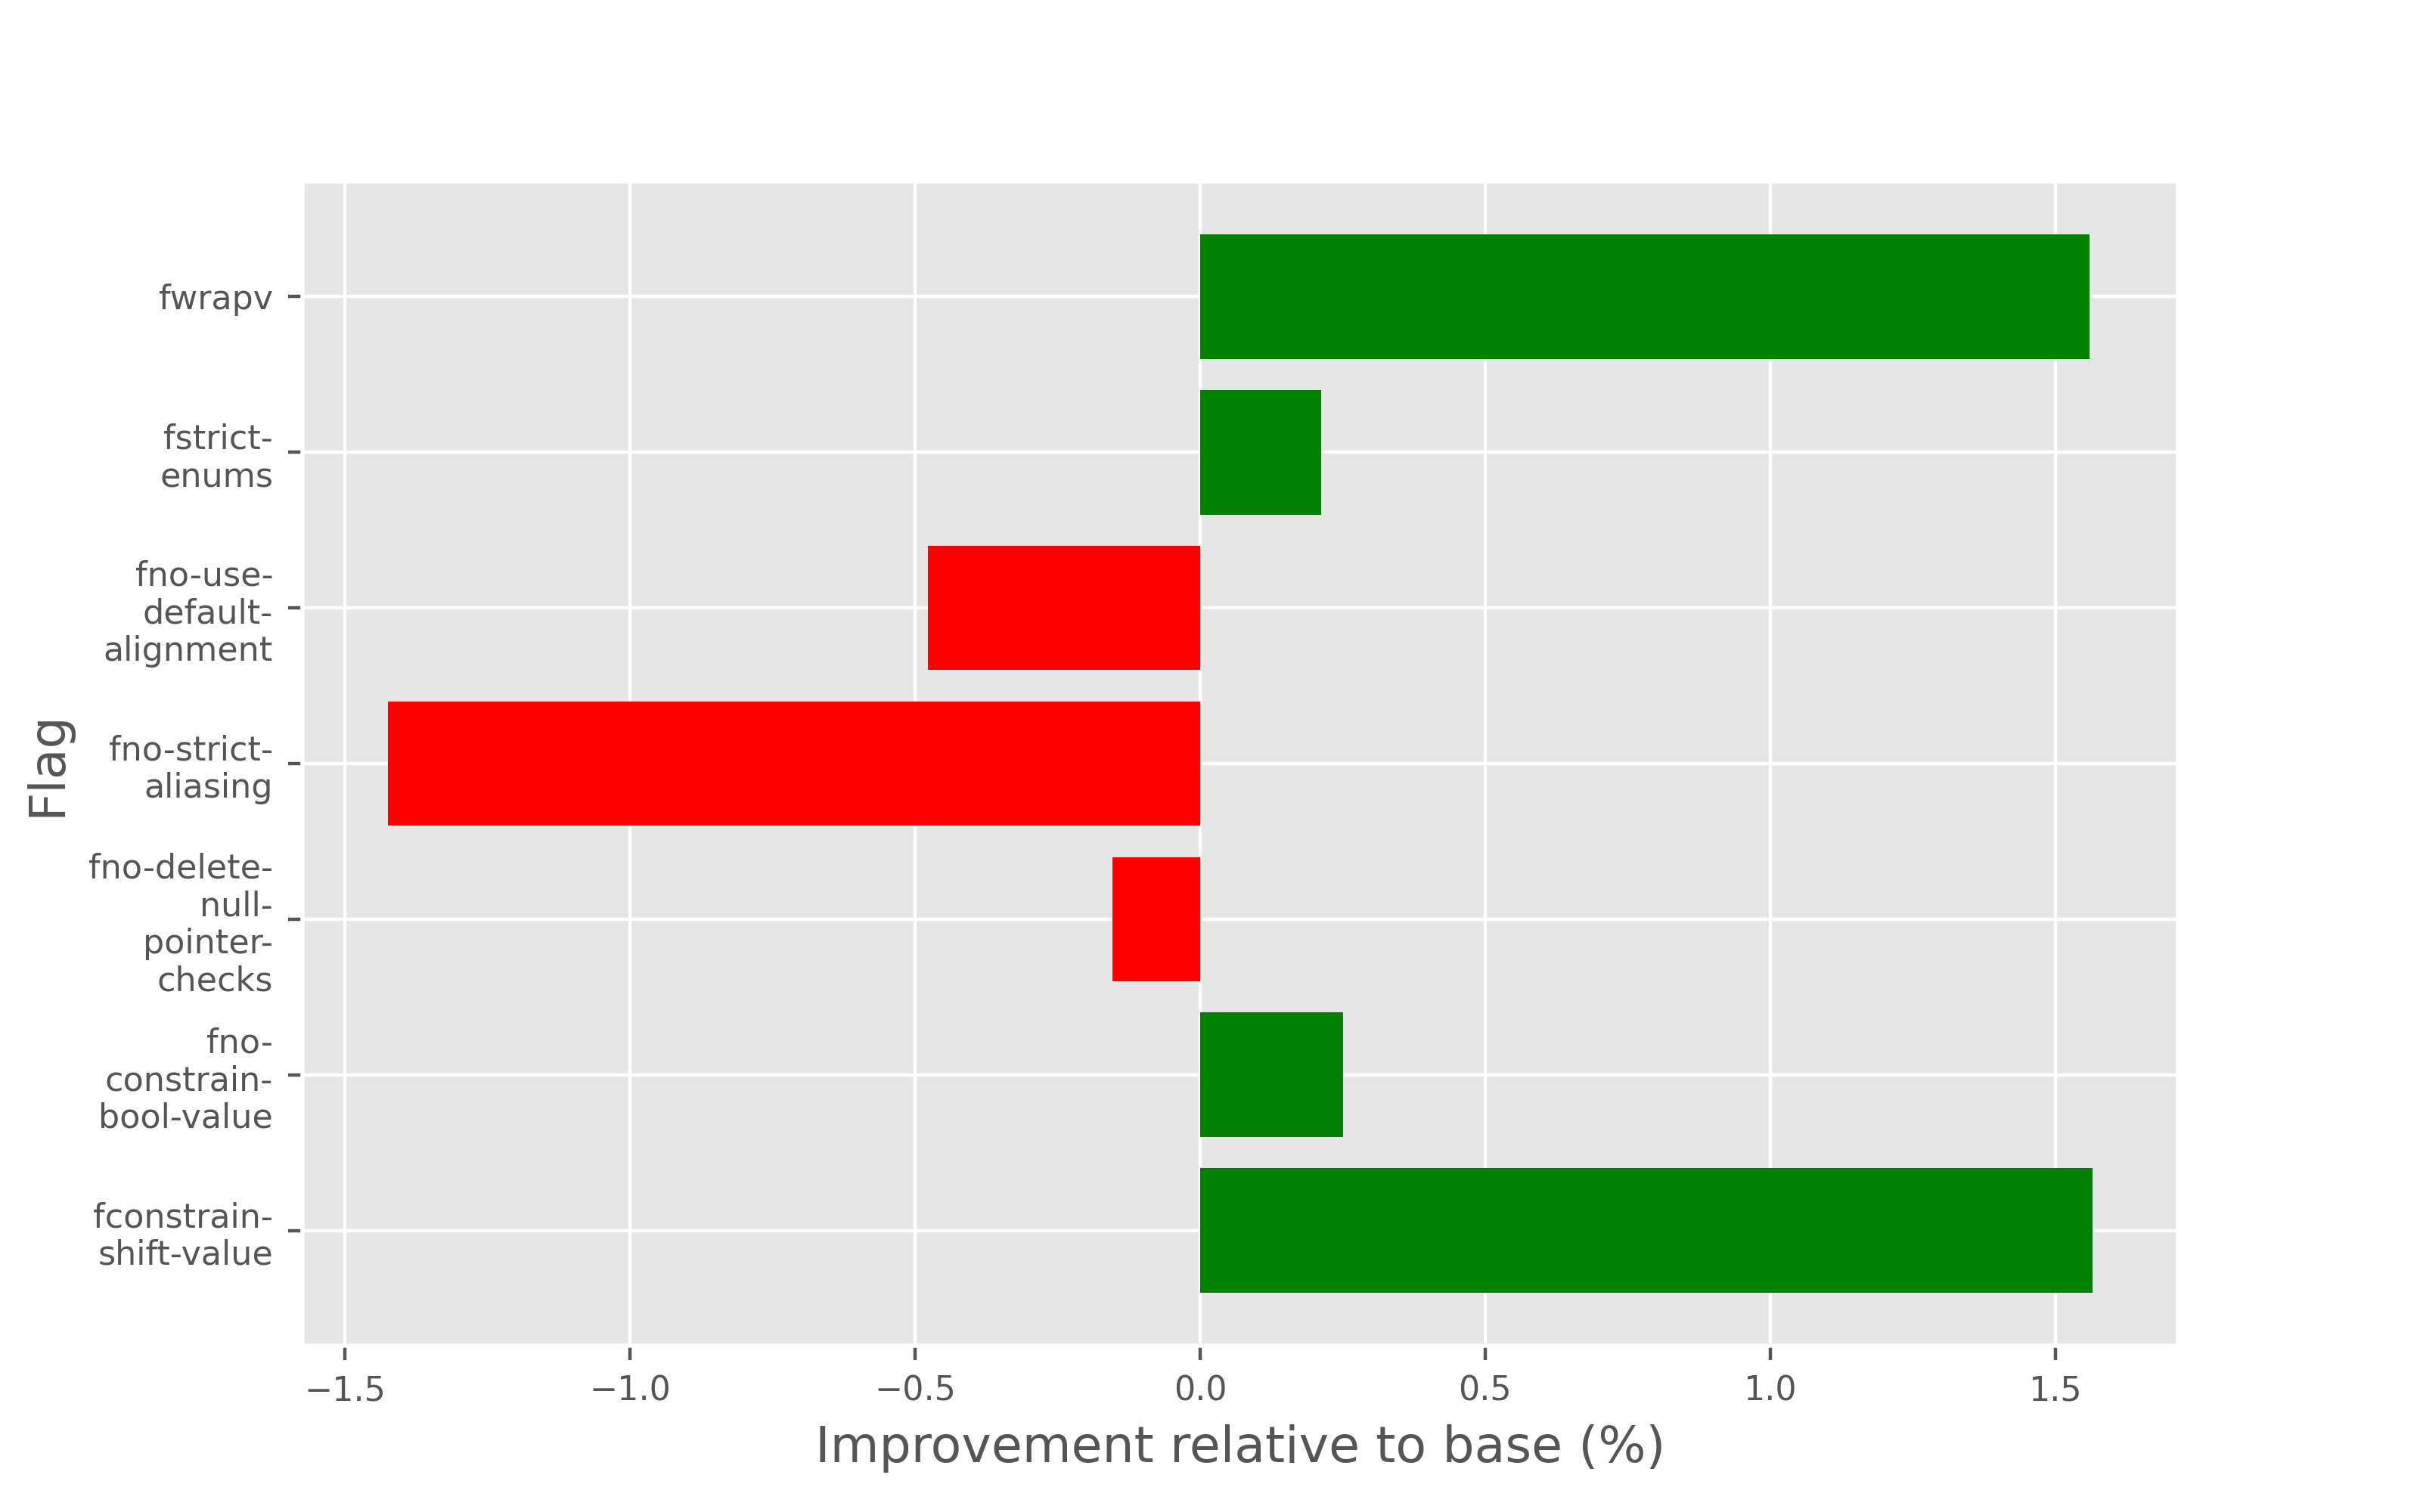 fwrapv
fstrict-
enums
fno-use-
default-
alignment
fno-strict-
aliasing
fno-delete-
null-
pointer-
checks
fno-
constrain-
bool-value
fconstrain-
shift-value
Flag
−1.5
−1.0
−0.5
0.0
0.5
1.0
1.5
Improvement relative to base (%)